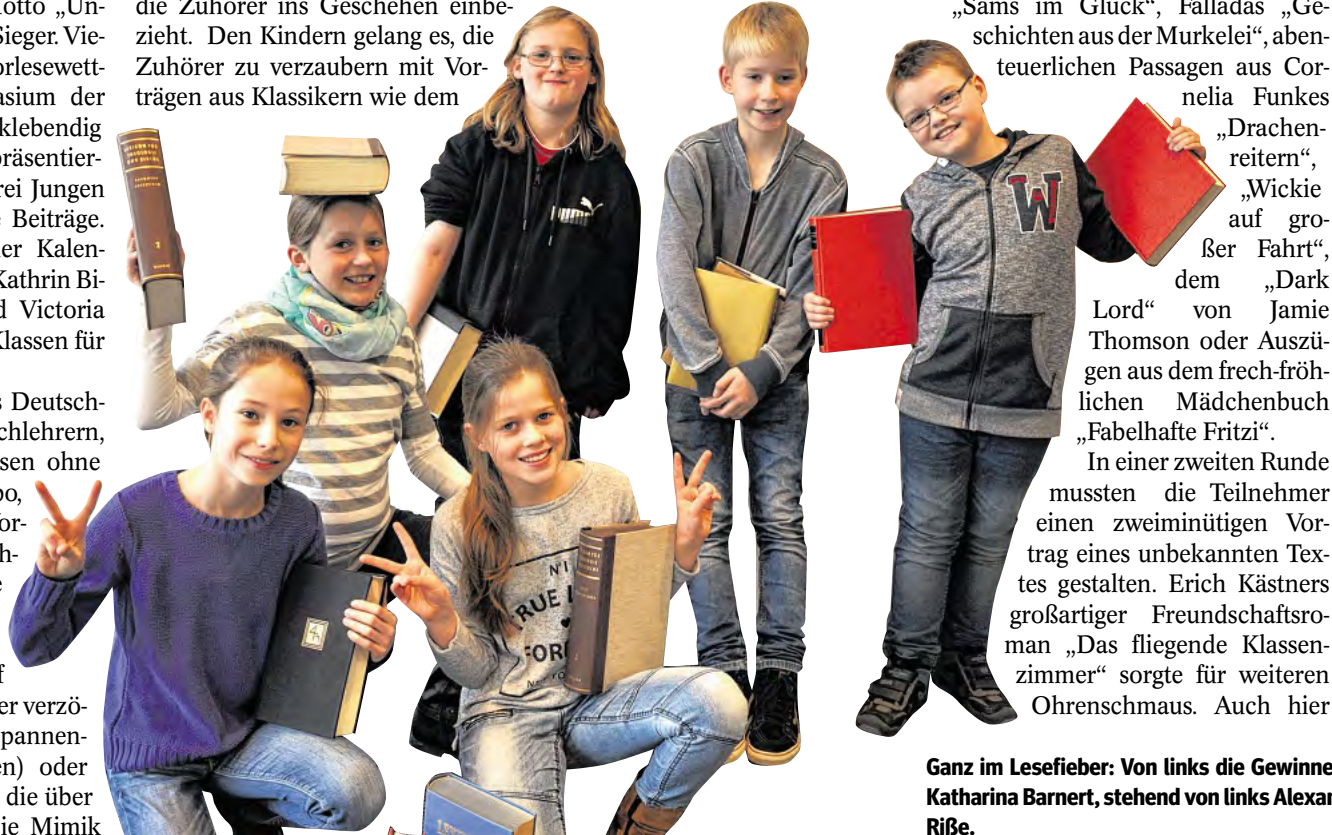 otto „Un-
Sieger. Vie-
orlesewett-
asium der
klebendig
präsentier-
rei Jungen
e Beiträge.
er Kalen-
Kathrin Bi-
d Victoria
Klassen für
s Deutsch-
chlehrern,
sen ohne
oo,
or-
h-
e
f
er verzö-
pannen-
en) oder
die über
ie Mimik
die Zuhörer ins Geschehen einbe-
zieht. Den Kindern gelang es, die
Zuhörer zu verzaubern mit Vor-
trägen aus Klassikern wie dem
„Sams im Glück“, Falladas „Ge-
schichten aus der Murkelei“, aben-
teuerlichen Passagen aus Cor-
nelia Funkes
„Drachen-
reitern“,
„Wickie
auf gro-
ßer Fahrt“,
dem „Dark
Lord“ von Jamie
Thomson oder Auszü-
gen aus dem frech-fröh-
lichen Mädchenbuch
„Fabelhafte Fritzi“.
In einer zweiten Runde
mussten die Teilnehmer
einen zweiminütigen Vor-
trag eines unbekannten Tex-
tes gestalten. Erich Kästners
großartiger Freundschaftsro-
man „Das fliegende Klassen-
zimmer“ sorgte für weiteren
Ohrenschmaus. Auch hier
Ganz im Lesefieber: Von links die Gewinne
Katharina Barnert, stehend von links Alexa
Riße.
PUMA
W